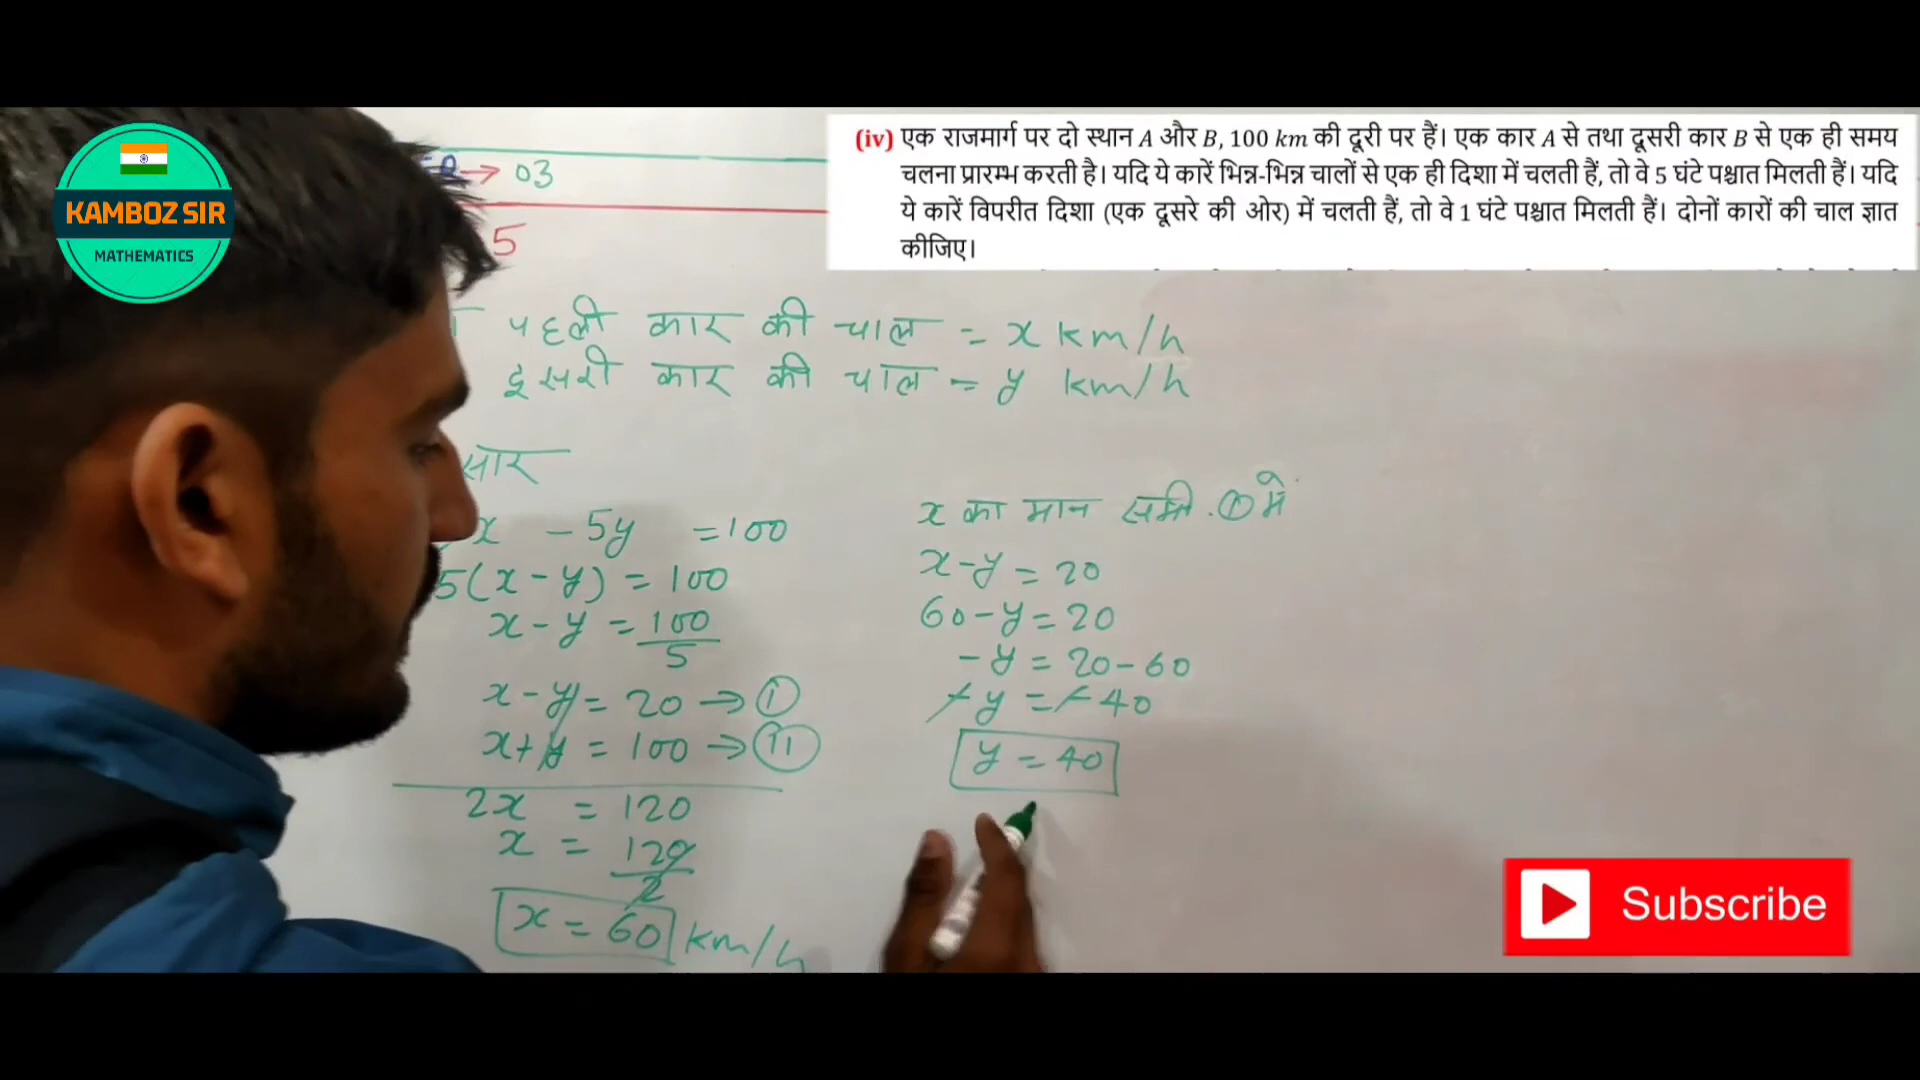 KAMBOZ SIR
MATHEMATICS
(iv) एक राजमार्ग पर दो स्थान A और B, 100 km की दूरी पर हैं। एक कार A से तथा दूसरी कार B से एक ही समय
चलना प्रारम्भ करती है। यदि ये कारें भिन्न-भिन्न चालों से एक ही दिशा में चलती हैं, तो वे 5 घंटे पश्चात मिलती हैं। यदि
ये कारें विपरीत दिशा (एक दूसरे की ओर) में चलती हैं, तो वे 1 घंटे पश्चात मिलती हैं। दोनों कारों की चाल ज्ञात
कीजिए।
→ 03
5
पहली कार की चाल = x km/h
दुसरी कार की चाल = y km/h
सार
x - 5y = 100
5(x - y) = 100
x - y = 100/5
x - y = 20 → (i)
x + y = 100 → (ii)
2x = 120
x = 120/2
x = 60 km/h
x का मान समी. (i) में
x - y = 20
60 - y = 20
- y = 20 - 60
- y = - 40
y = 40
Subscribe